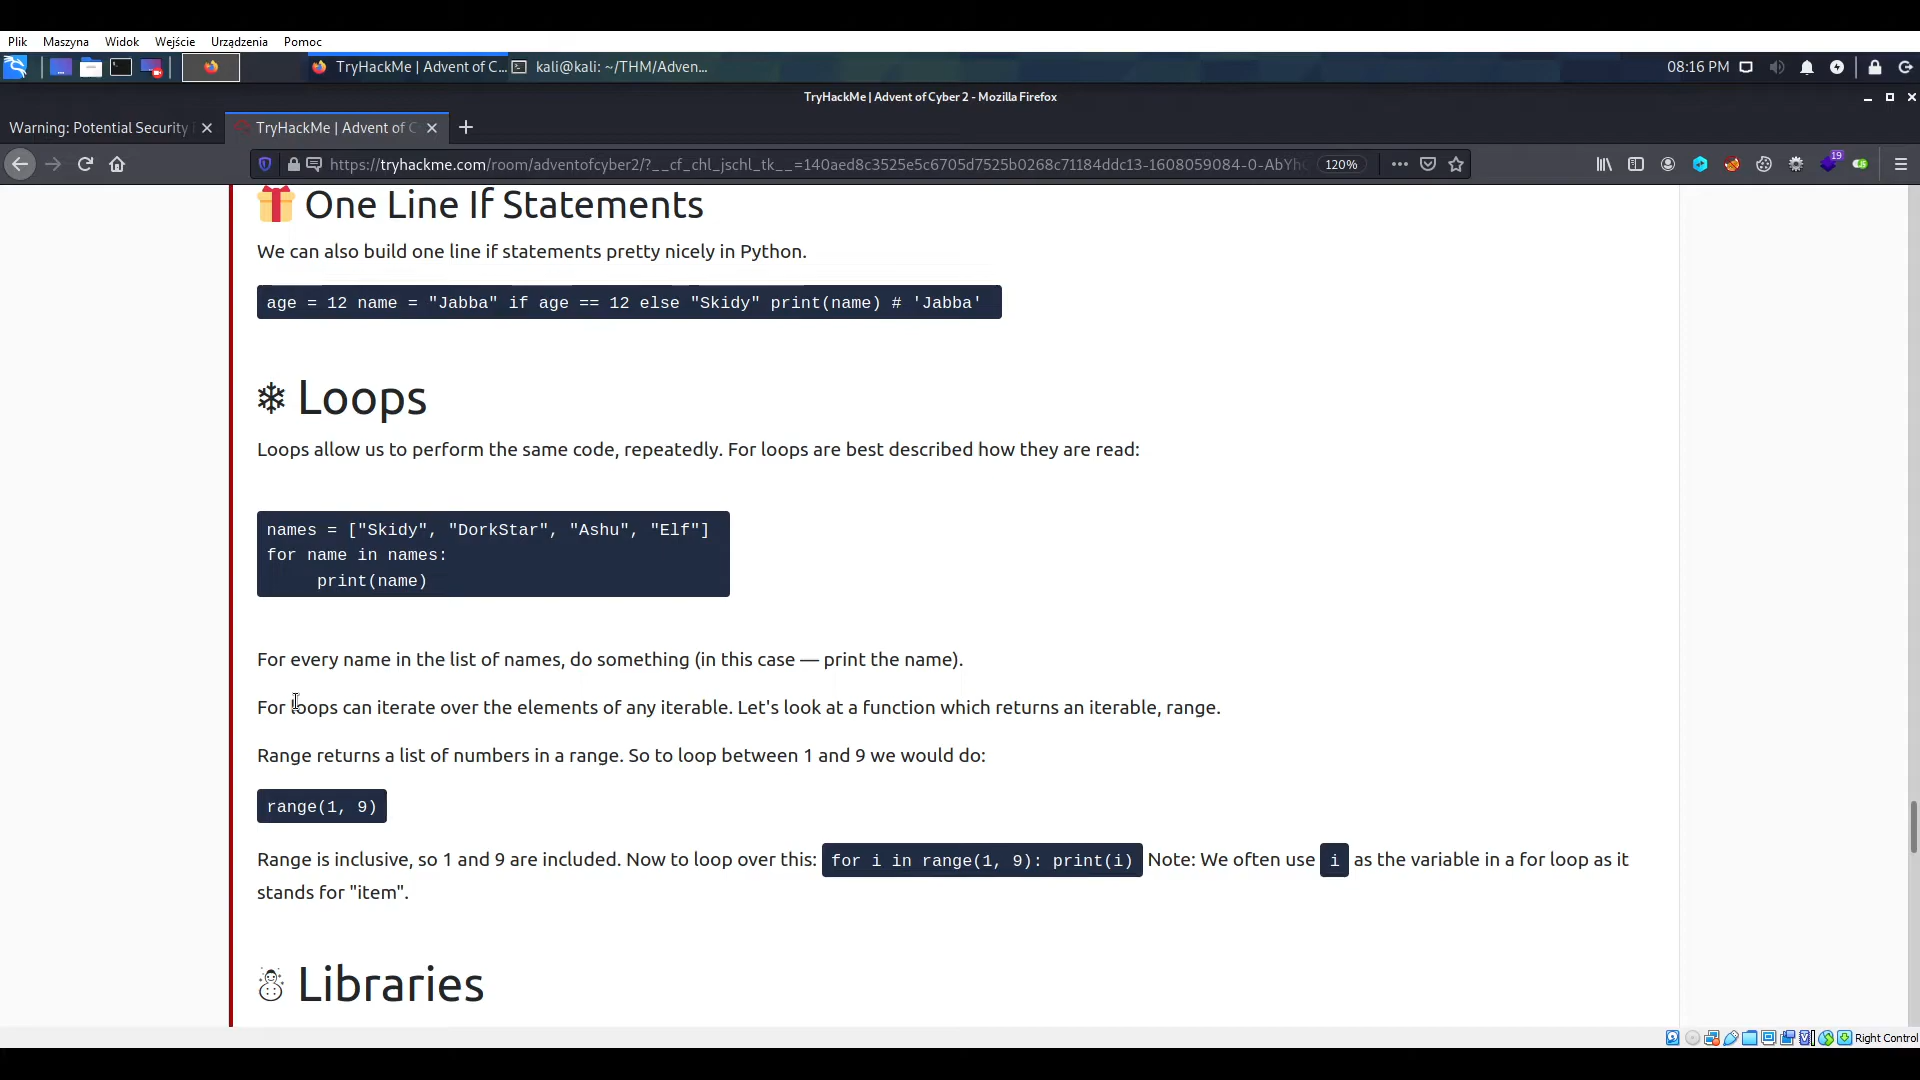 Plik Maszyna Widok Wejście Urządzenia Pomoc
TryHackMe | Advent of C... kali@kali: ~/THM/Adven... 08:16 PM
TryHackMe | Advent of Cyber 2 - Mozilla Firefox
Warning: Potential Security TryHackMe | Advent of C
https://tryhackme.com/room/adventofcyber2/?__cf_chl_jschl_tk__=140aed8c3525e5c6705d7525b0268c71184ddc13-1608059084-0-AbYh 120% 19
One Line If Statements
We can also build one line if statements pretty nicely in Python.
age = 12 name = "Jabba" if age == 12 else "Skidy" print(name) # 'Jabba'
Loops
Loops allow us to perform the same code, repeatedly. For loops are best described how they are read:
names = ["Skidy", "DorkStar", "Ashu", "Elf"]
for name in names:
print(name)
For every name in the list of names, do something (in this case — print the name).
For loops can iterate over the elements of any iterable. Let's look at a function which returns an iterable, range.
Range returns a list of numbers in a range. So to loop between 1 and 9 we would do:
range(1, 9)
Range is inclusive, so 1 and 9 are included. Now to loop over this: for i in range(1, 9): print(i) Note: We often use i as the variable in a for loop as it
stands for "item".
Libraries
Right Control